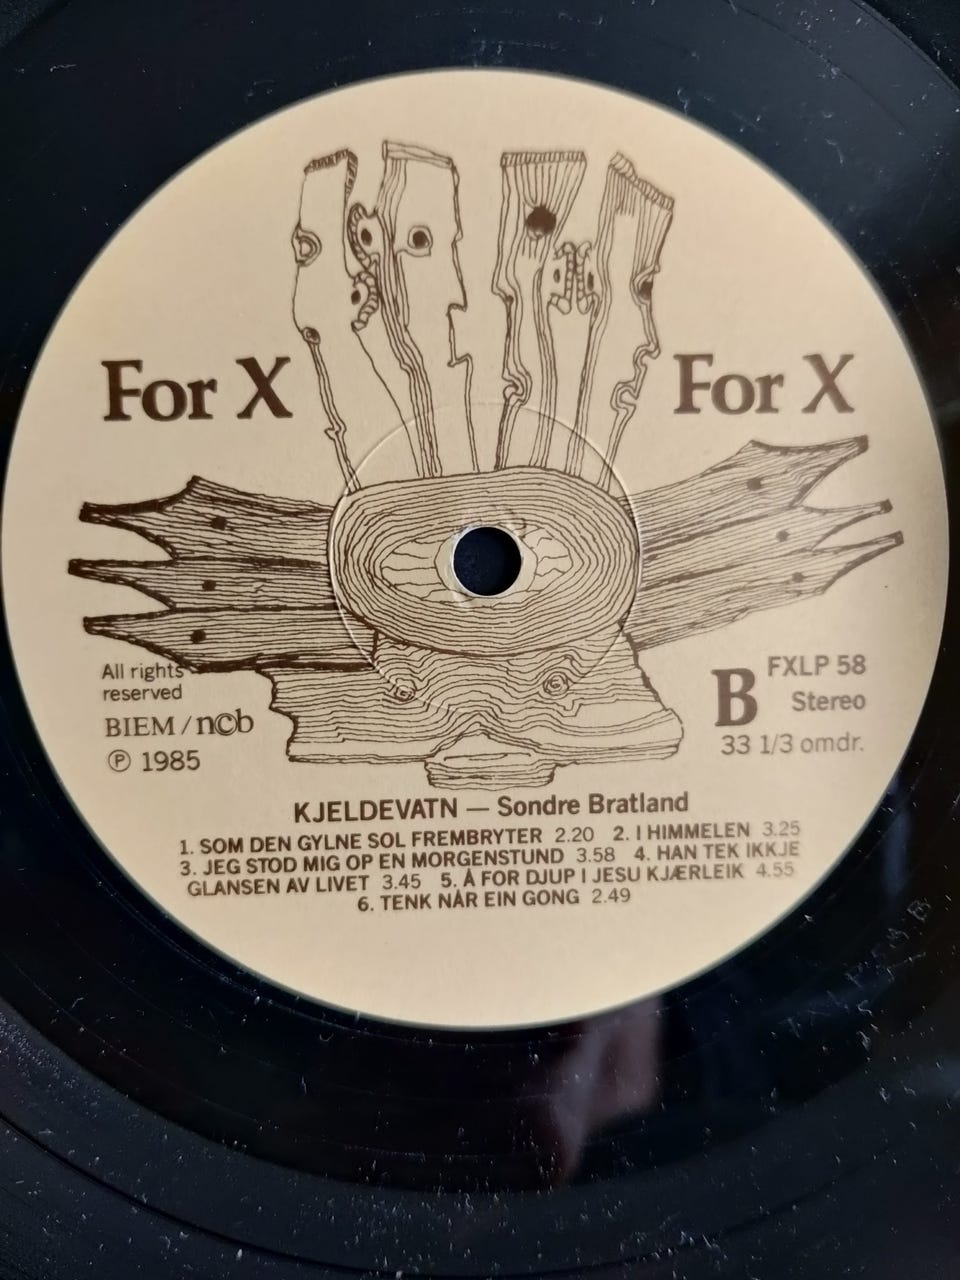 For X
For X
All rights
reserved
BIEM / n©b
℗ 1985
B
FXLP 58
Stereo
33 1/3 omdr.
KJELDEVATN — Sondre Bratland
1. SOM DEN GYLNE SOL FREMBRYTER 2.20 2. I HIMMELEN 3.25
3. JEG STOD MIG OP EN MORGENSTUND 3.58 4. HAN TEK IKKJE
GLANSEN AV LIVET 3.45 5. Å FOR DJUP I JESU KJÆRLEIK 4.55
6. TENK NÅR EIN GONG 2.49